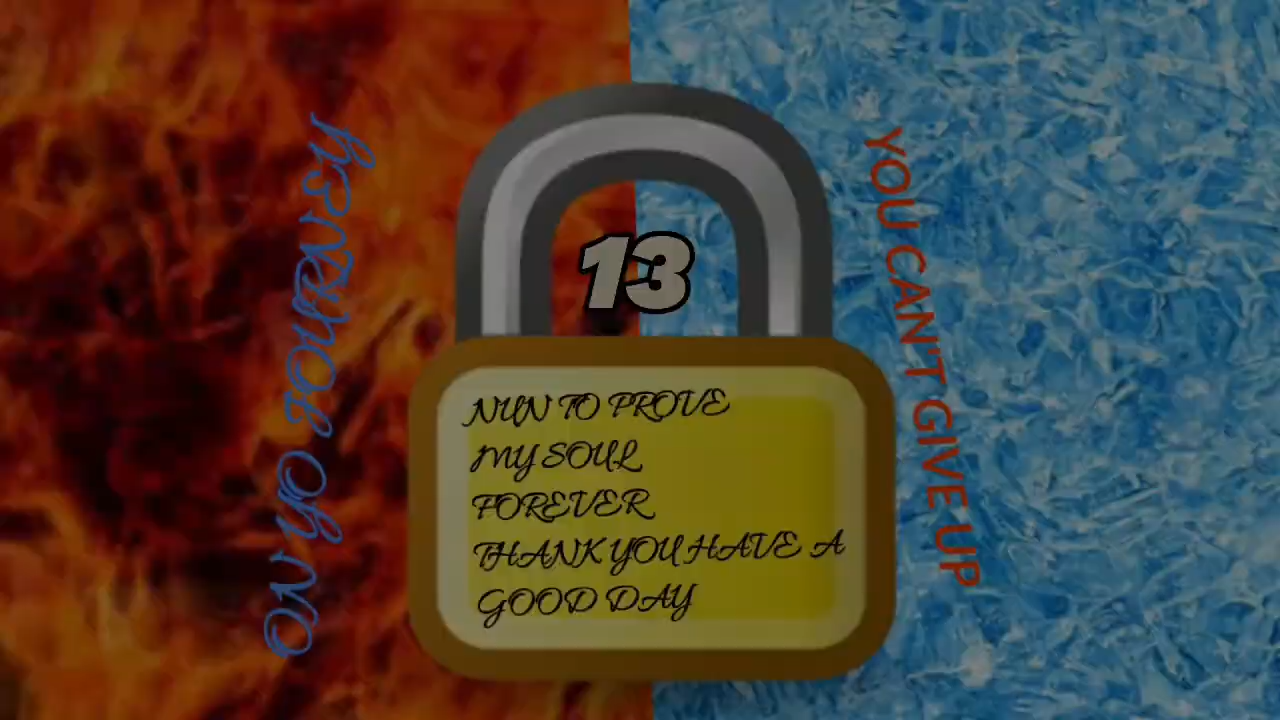 ON YO JOURNEY
YOU CAN'T GIVE UP
13
NUN TO PROVE
MY SOUL
FOREVER
THANK YOU HAVE A
GOOD DAY